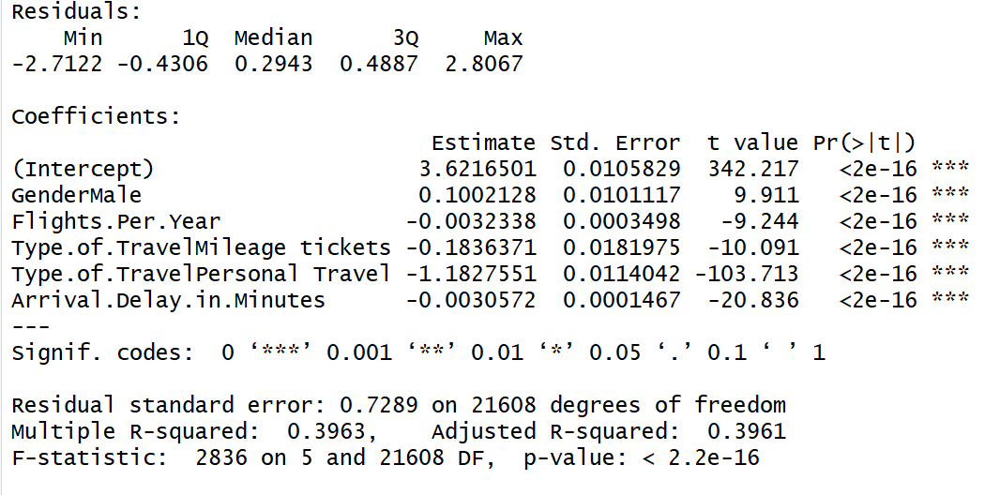 Residuals:
    Min      1Q  Median      3Q     Max
-2.7122 -0.4306  0.2943  0.4887  2.8067

Coefficients:
                               Estimate Std. Error  t value Pr(>|t|)
(Intercept)                   3.6216501  0.0105829  342.217   <2e-16 ***
GenderMale                    0.1002128  0.0101117    9.911   <2e-16 ***
Flights.Per.Year             -0.0032338  0.0003498   -9.244   <2e-16 ***
Type.of.TravelMileage tickets -0.1836371  0.0181975  -10.091   <2e-16 ***
Type.of.TravelPersonal Travel -1.1827551  0.0114042 -103.713   <2e-16 ***
Arrival.Delay.in.Minutes     -0.0030572  0.0001467  -20.836   <2e-16 ***
---
Signif. codes:  0 ‘***’ 0.001 ‘**’ 0.01 ‘*’ 0.05 ‘.’ 0.1 ‘ ’ 1

Residual standard error: 0.7289 on 21608 degrees of freedom
Multiple R-squared:  0.3963,    Adjusted R-squared:  0.3961
F-statistic:  2836 on 5 and 21608 DF,  p-value: < 2.2e-16